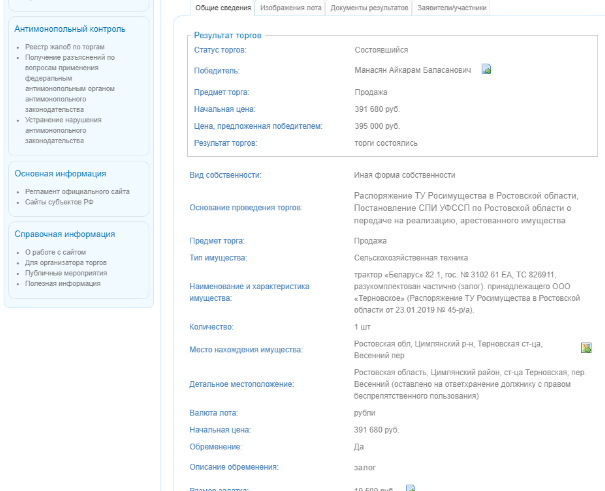 Общие сведения Изображения лота Документы результатов Заявители/участники
Антимонопольный контроль
Реестр жалоб по торгам
Получение разъяснений по
вопросам применения
федеральным
антимонопольным органом
антимонопольного
законодательства
Устранение нарушения
антимонопольного
законодательства
Основная информация
Регламент официального сайта
Сайты субъектов РФ
Справочная информация
О работе с сайтом
Для организатора торгов
Публичные мероприятия
Полезная информация
Результат торгов
Статус торгов: Состоявшийся
Победитель: Манасян Айкарам Баласанович
Предмет торга: Продажа
Начальная цена: 391 680 руб.
Цена, предложенная победителем: 395 000 руб.
Результат торгов: торги состоялись
Вид собственности: Иная форма собственности
Распоряжение ТУ Росимущества в Ростовской области,
Основание проведения торгов: Постановление СПИ УФССП по Ростовской области о
передаче на реализацию, арестованного имущества
Предмет торга: Продажа
Тип имущества: Сельскохозяйственная техника
трактор «Беларус» 82.1, гос. № 3102 61 ЕА, ТС 826911,
Наименование и характеристика разукомплектован частично (залог). принадлежащего ООО
имущества: «Терновское» (Распоряжение ТУ Росимущества в Ростовской
области от 23.01.2019 № 45-р/а).
Количество: 1 шт
Место нахождения имущества: Ростовская обл, Цимлянский р-н, Терновская ст-ца,
Весенний пер
Ростовская область, Цимлянский район, ст-ца Терновская, пер.
Детальное местоположение: Весенний (оставлено на ответхранение должнику с правом
беспрепятственного пользования)
Валюта лота: рубли
Начальная цена: 391 680 руб.
Обременение: Да
Описание обременения: залог
Размер задатка: 19 500 руб.